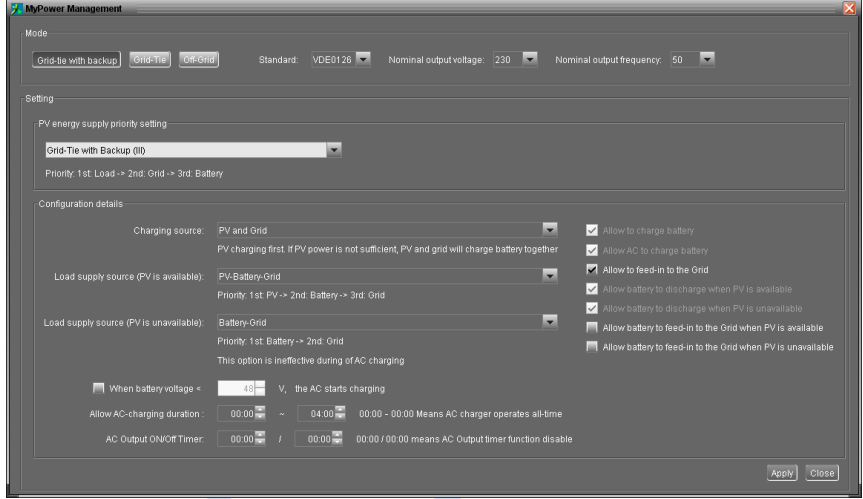 MyPower Management
Mode
Grid-tie with backup Grid-Tie Off-Grid Standard: VDE0126 Nominal output voltage: 230 Nominal output frequency: 50
Setting
PV energy supply priority setting
Grid-Tie with Backup (III)
Priority: 1st: Load -> 2nd: Grid -> 3rd: Battery
Configuration details
Charging source: PV and Grid
PV charging first. If PV power is not sufficient, PV and grid will charge battery together
Load supply source (PV is available): PV-Battery-Grid
Priority: 1st: PV -> 2nd: Battery -> 3rd: Grid
Load supply source (PV is unavailable): Battery-Grid
Priority: 1st: Battery -> 2nd: Grid
This option is ineffective during of AC charging
Allow to charge battery
Allow AC to charge battery
Allow to feed-in to the Grid
Allow battery to discharge when PV is available
Allow battery to discharge when PV is unavailable
Allow battery to feed-in to the Grid when PV is available
Allow battery to feed-in to the Grid when PV is unavailable
When battery voltage < 48 V, the AC starts charging
Allow AC-charging duration : 00:00 ~ 04:00 00:00 - 00:00 Means AC charger operates all-time
AC Output ON/Off Timer: 00:00 / 00:00 00:00 / 00:00 means AC Output timer function disable
Apply Close